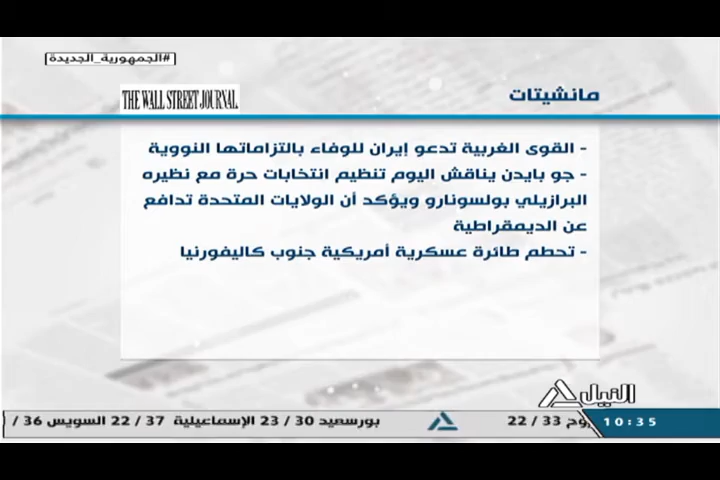 #الجمهورية_الجديدة
مانشيتات
THE WALL STREET JOURNAL.
- القوى الغربية تدعو إيران للوفاء بالتزاماتها النووية
- جو بايدن يناقش اليوم تنظيم انتخابات حرة مع نظيره
البرازيلي بولسونارو ويؤكد أن الولايات المتحدة تدافع
عن الديمقراطية
- تحطم طائرة عسكرية أمريكية جنوب كاليفورنيا
النيل
10:35
22 / 33
بورسعيد 30 / 23 الإسماعيلية 37 / 22 السويس 36 /